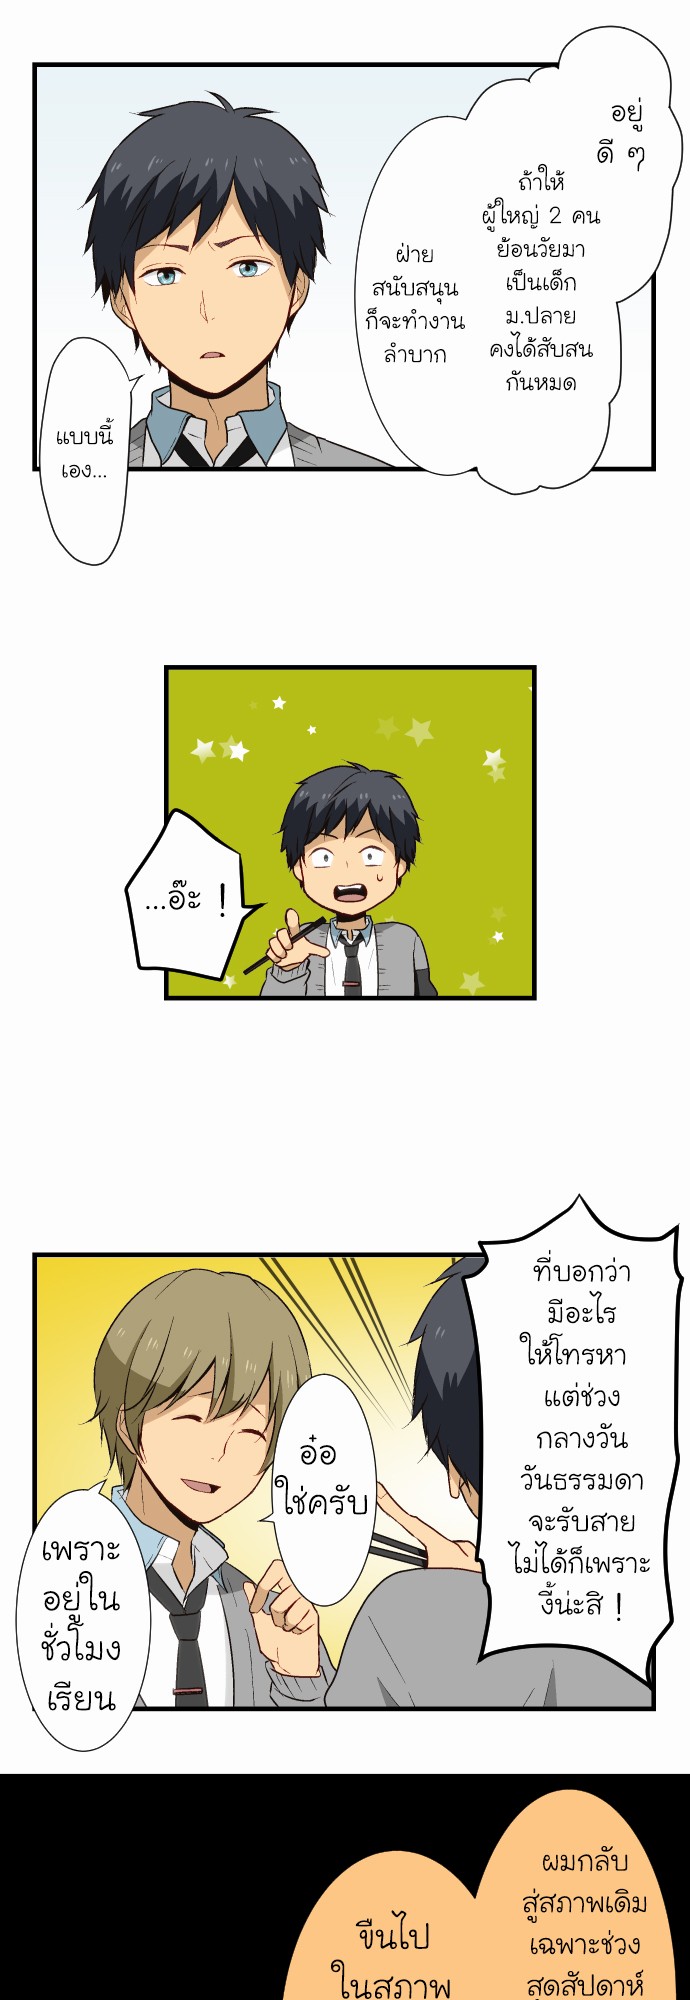 อยู่
ดี ๆ
ถ้าให้
ผู้ใหญ่ 2 คน
ย้อนวัยมา
เป็นเด็ก
ม.ปลาย
คงได้สับสน
กันหมด
ฝ่าย
สนับสนุน
ก็จะทำงาน
ลำบาก
แบบนี้
เอง...
...อ๊ะ !
ที่บอกว่า
มีอะไร
ให้โทรหา
แต่ช่วง
กลางวัน
วันธรรมดา
จะรับสาย
ไม่ได้ก็เพราะ
งี้น่ะสิ !
อ๋อ
ใช่ครับ
เพราะ
อยู่ใน
ชั่วโมง
เรียน
ผมกลับ
สู่สภาพเดิม
เฉพาะช่วง
สุดสัปดาห์
ขืนไป
ในสภาพ